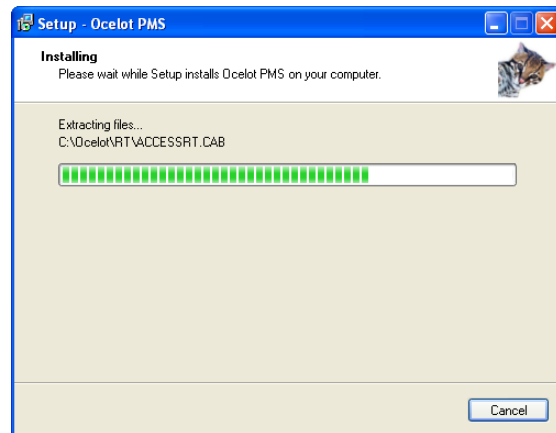 Setup - Ocelot PMS
Installing
Please wait while Setup installs Ocelot PMS on your computer.
Extracting files...
C:\Ocelot\RT\ACCESSRT.CAB
Cancel